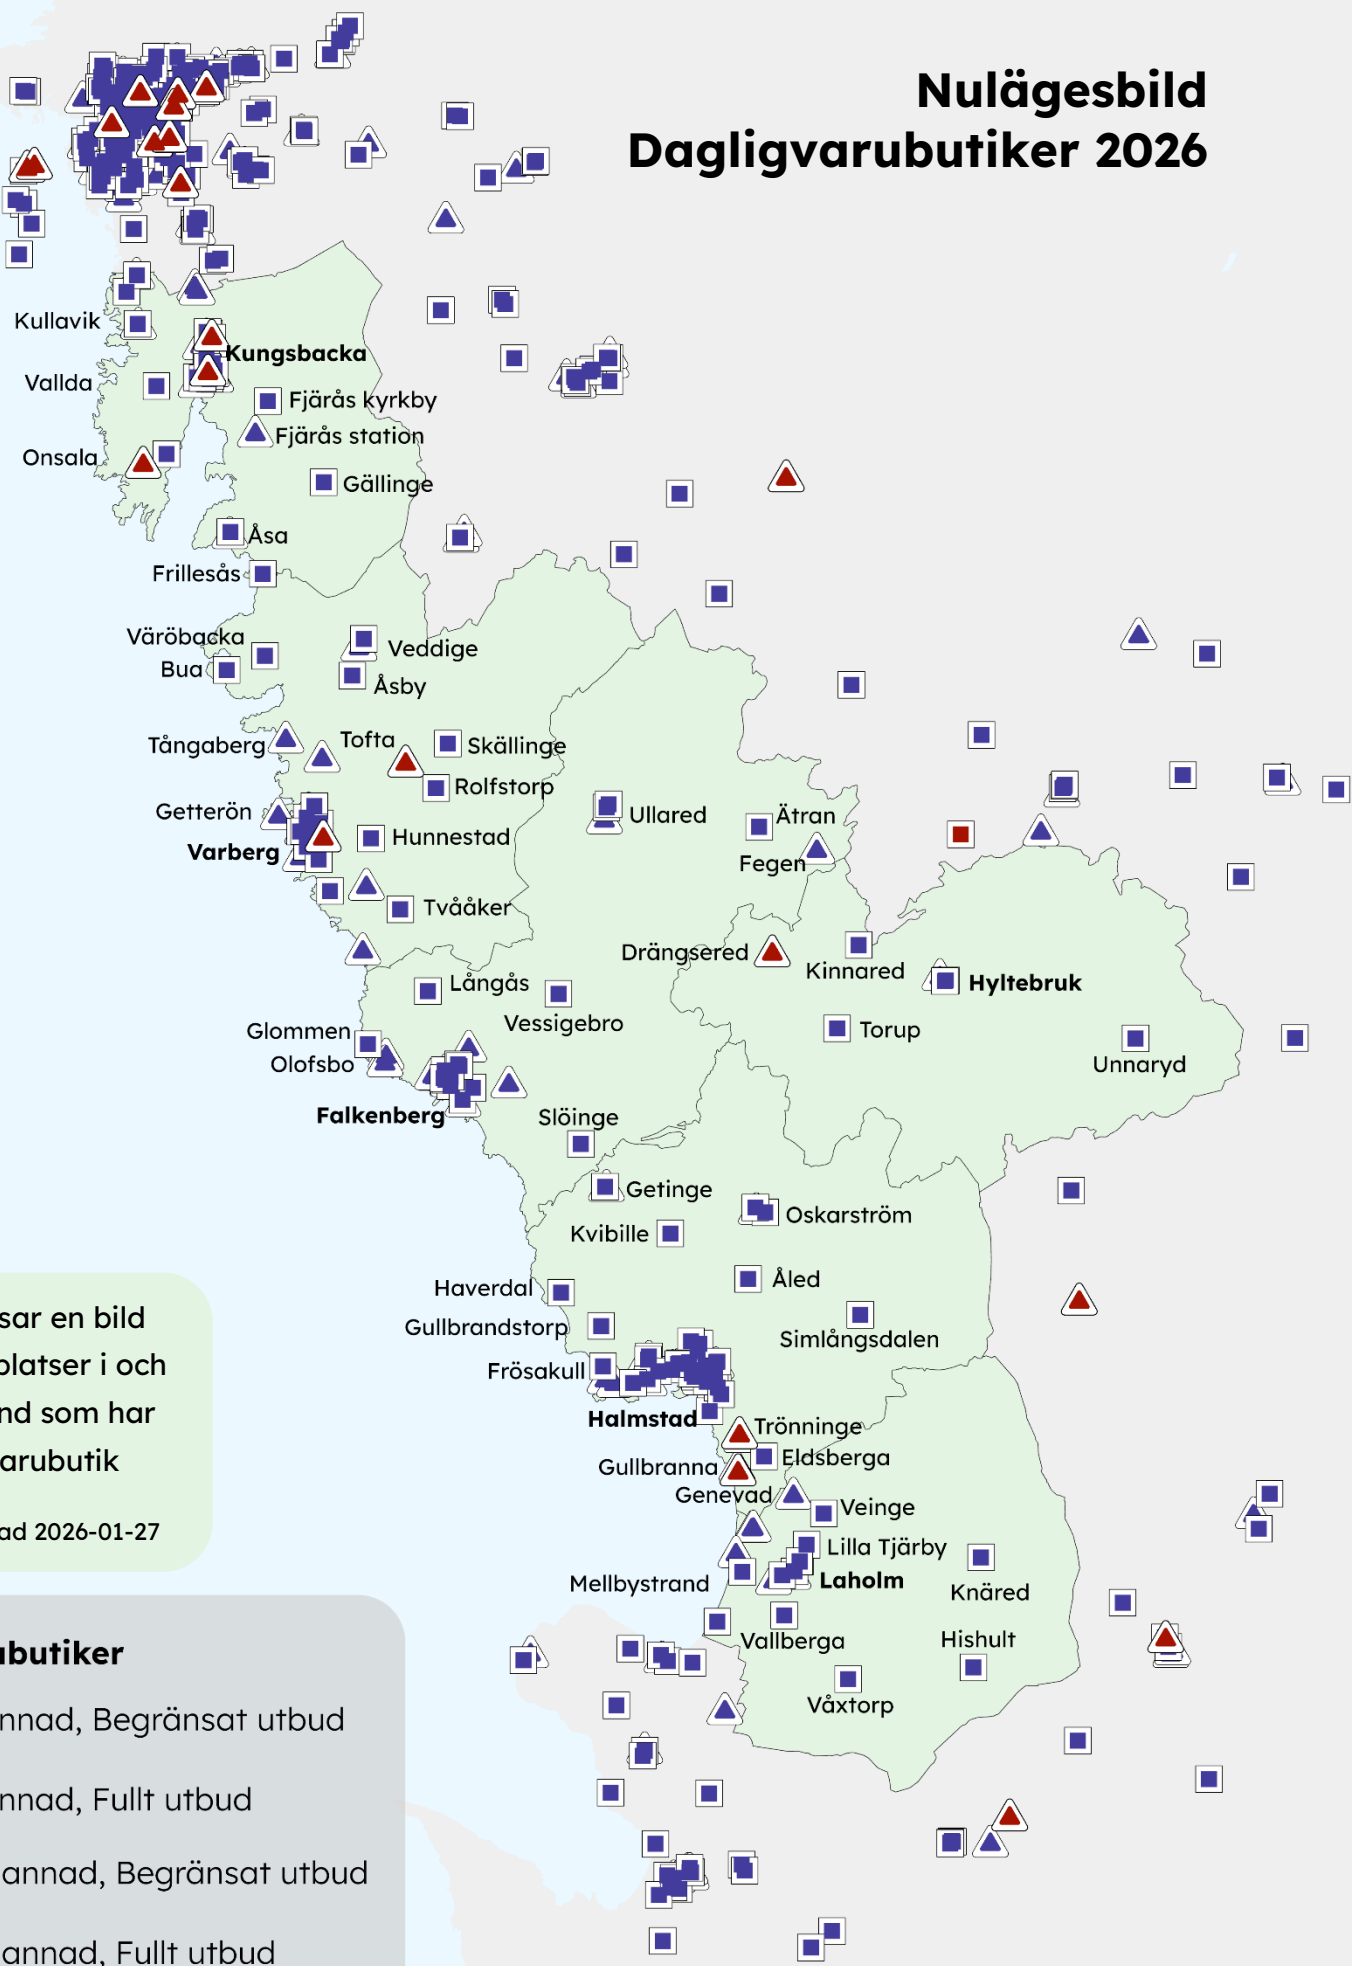 Nulägesbild
Dagligvarubutiker 2026
Kullavik
Kungsbacka
Vallda
Fjärås kyrkby
Fjärås station
Onsala
Gällinge
Åsa
Frillesås
Väröbacka
Veddige
Bua
Åsby
Tofta
Tångaberg
Skällinge
Rolfstorp
Getterön
Ullared
Ätran
Hunnestad
Varberg
Fegen
Tvååker
Drängsered
Kinnared
Långås
Hyltebruk
Vessigebro
Glommen
Torup
Olofsbo
Unnaryd
Falkenberg
Slöinge
Getinge
Oskarström
Kvibille
Åled
Haverdal
Gullbrandstorp
Simlångsdalen
Frösakull
Halmstad
Trönninge
Eldsberga
Gullbranna
Genevad
Veinge
Lilla Tjärby
Laholm
Mellbystrand
Knäred
Vallberga
Hishult
Våxtorp
sar en bild
platser i och
nd som har
arubutik
ad 2026-01-27
ubutiker
nnad, Begränsat utbud
nnad, Fullt utbud
annad, Begränsat utbud
annad, Fullt utbud